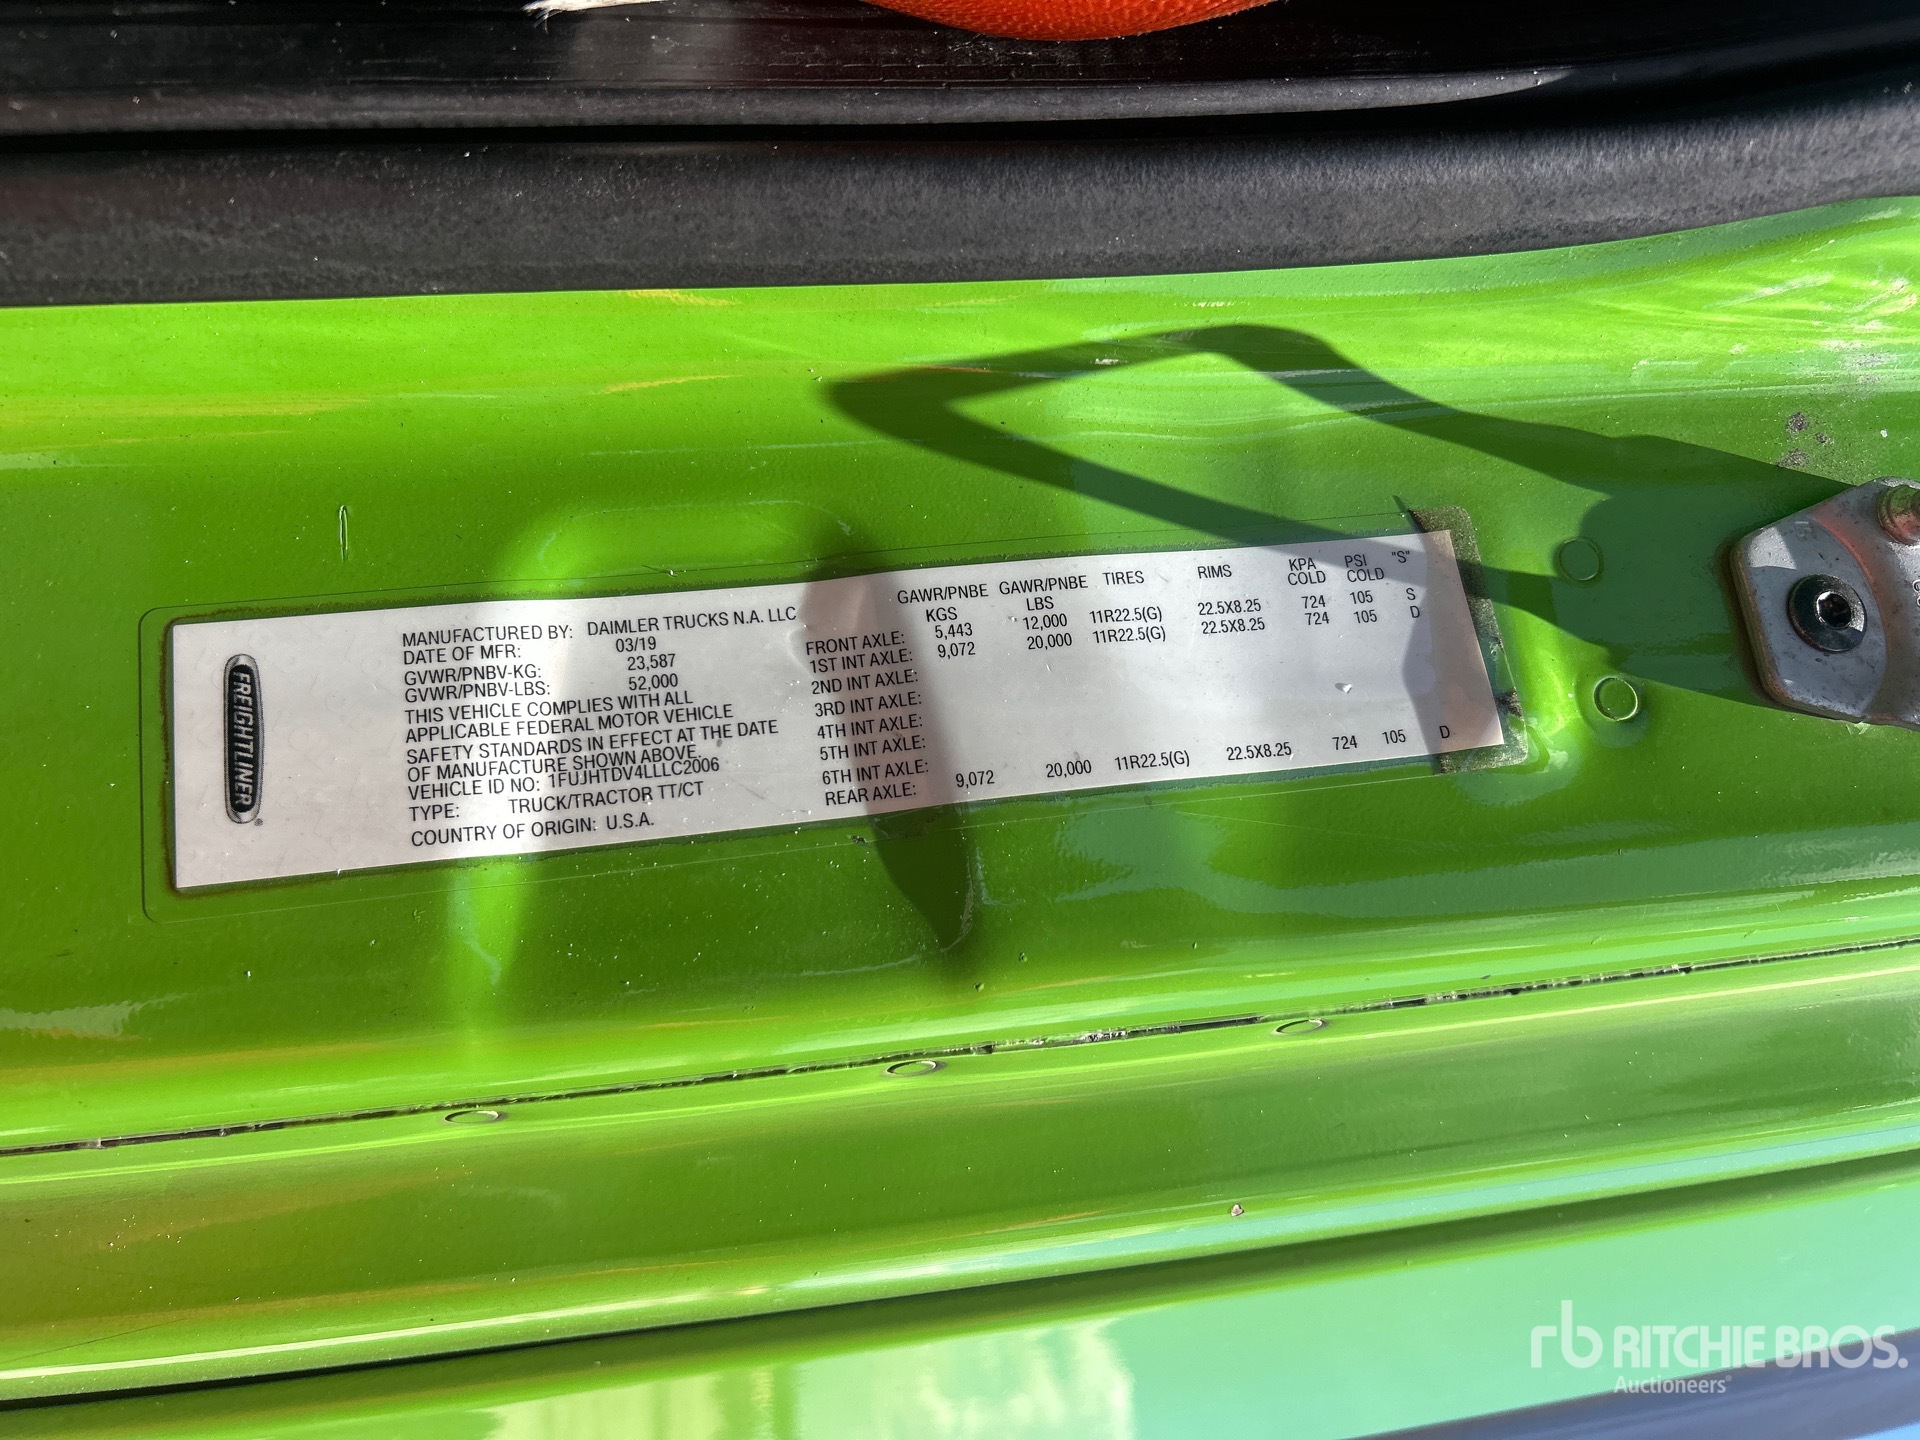 FREIGHTLINER®
MANUFACTURED BY: DAIMLER TRUCKS N.A. LLC
DATE OF MFR: 03/19
GVWR/PNBV-KG: 23,587
GVWR/PNBV-LBS: 52,000
THIS VEHICLE COMPLIES WITH ALL
APPLICABLE FEDERAL MOTOR VEHICLE
SAFETY STANDARDS IN EFFECT AT THE DATE
OF MANUFACTURE SHOWN ABOVE.
VEHICLE ID NO: 1FUJHTDV4LLLC2006
TYPE: TRUCK/TRACTOR TT/CT
COUNTRY OF ORIGIN: U.S.A.
GAWR/PNBE KGS GAWR/PNBE LBS TIRES RIMS KPA COLD PSI COLD "S"
FRONT AXLE: 5,443 12,000 11R22.5(G) 22.5X8.25 724 105 S
1ST INT AXLE: 9,072 20,000 11R22.5(G) 22.5X8.25 724 105 D
2ND INT AXLE:
3RD INT AXLE:
4TH INT AXLE:
5TH INT AXLE:
6TH INT AXLE:
REAR AXLE: 9,072 20,000 11R22.5(G) 22.5X8.25 724 105 D
rb RITCHIE BROS.
Auctioneers